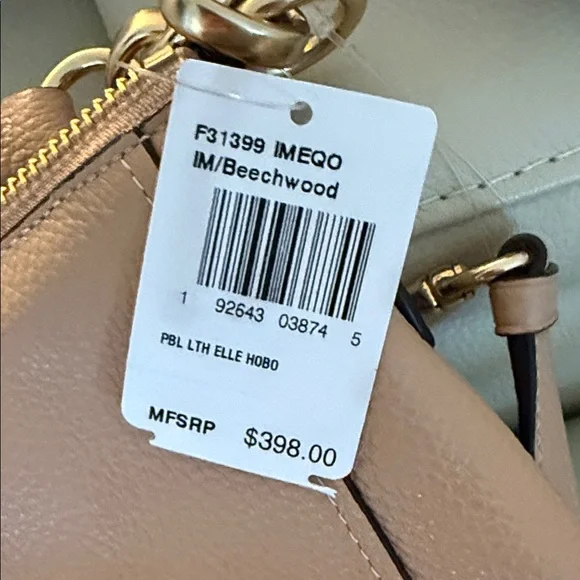 F31399 IMEQO
IM/Beechwood
1 92643 03874 5
PBL LTH ELLE HOBO
MFSRP $398.00